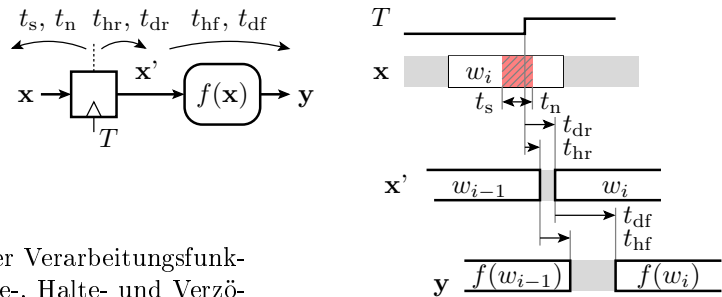 t_s, t_n t_hr, t_dr t_hf, t_df
x x' f(x) y
T
er Verarbeitungsfunk-
e-, Halte- und Verzö-
T
x w_i
t_s t_n
t_dr
t_hr
x' w_{i−1} w_i
t_df
t_hf
y f(w_{i−1}) f(w_i)